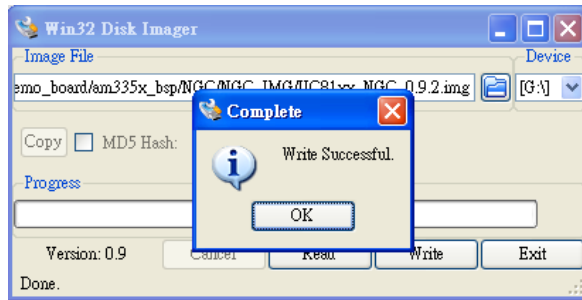 Win32 Disk Imager
Image File
Device
emo_board/am335x_bsp/NGC/NGC_IMG/UC81xx_NGC_0.9.2.img
[G:\]
Complete
Copy
MD5 Hash:
Write Successful.
Progress
OK
Version: 0.9
Cancel
Read
Write
Exit
Done.